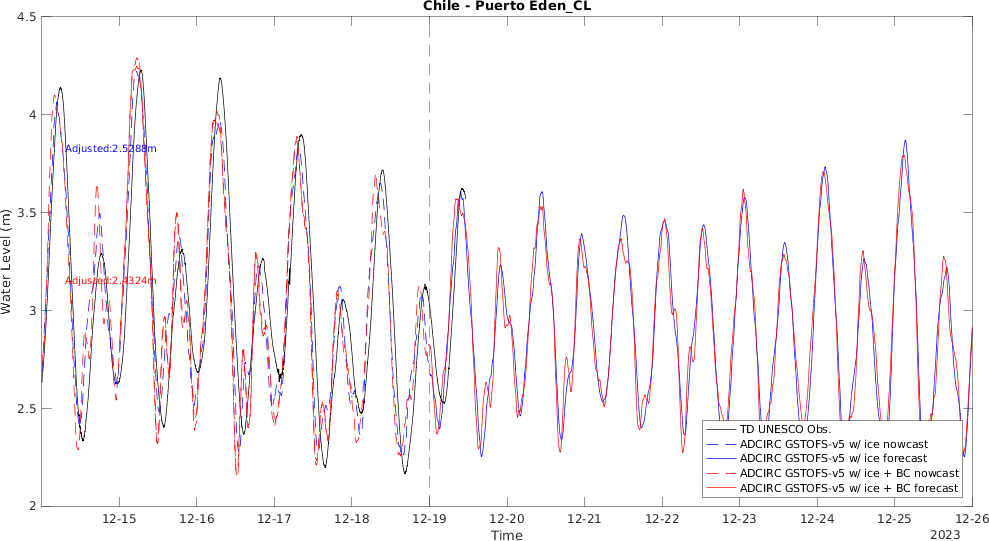 Chile - Puerto Eden_CL
4.5
4
3.5
3
2.5
2
Water Level (m)
Adjusted:2.5288m
Adjusted:2.4324m
TD UNESCO Obs.
ADCIRC GSTOFS-v5 w/ ice nowcast
ADCIRC GSTOFS-v5 w/ ice forecast
ADCIRC GSTOFS-v5 w/ ice + BC nowcast
ADCIRC GSTOFS-v5 w/ ice + BC forecast
12-15 12-16 12-17 12-18 12-19 12-20 12-21 12-22 12-23 12-24 12-25 12-26
Time
2023